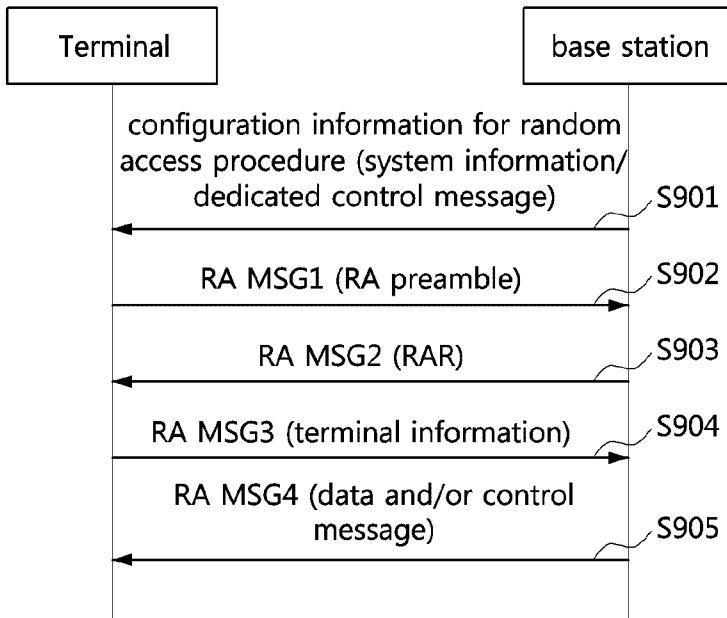 Terminal
base station
configuration information for random
access procedure (system information/
dedicated control message)
S901
RA MSG1 (RA preamble)
S902
RA MSG2 (RAR)
S903
RA MSG3 (terminal information)
S904
RA MSG4 (data and/or control
message)
S905